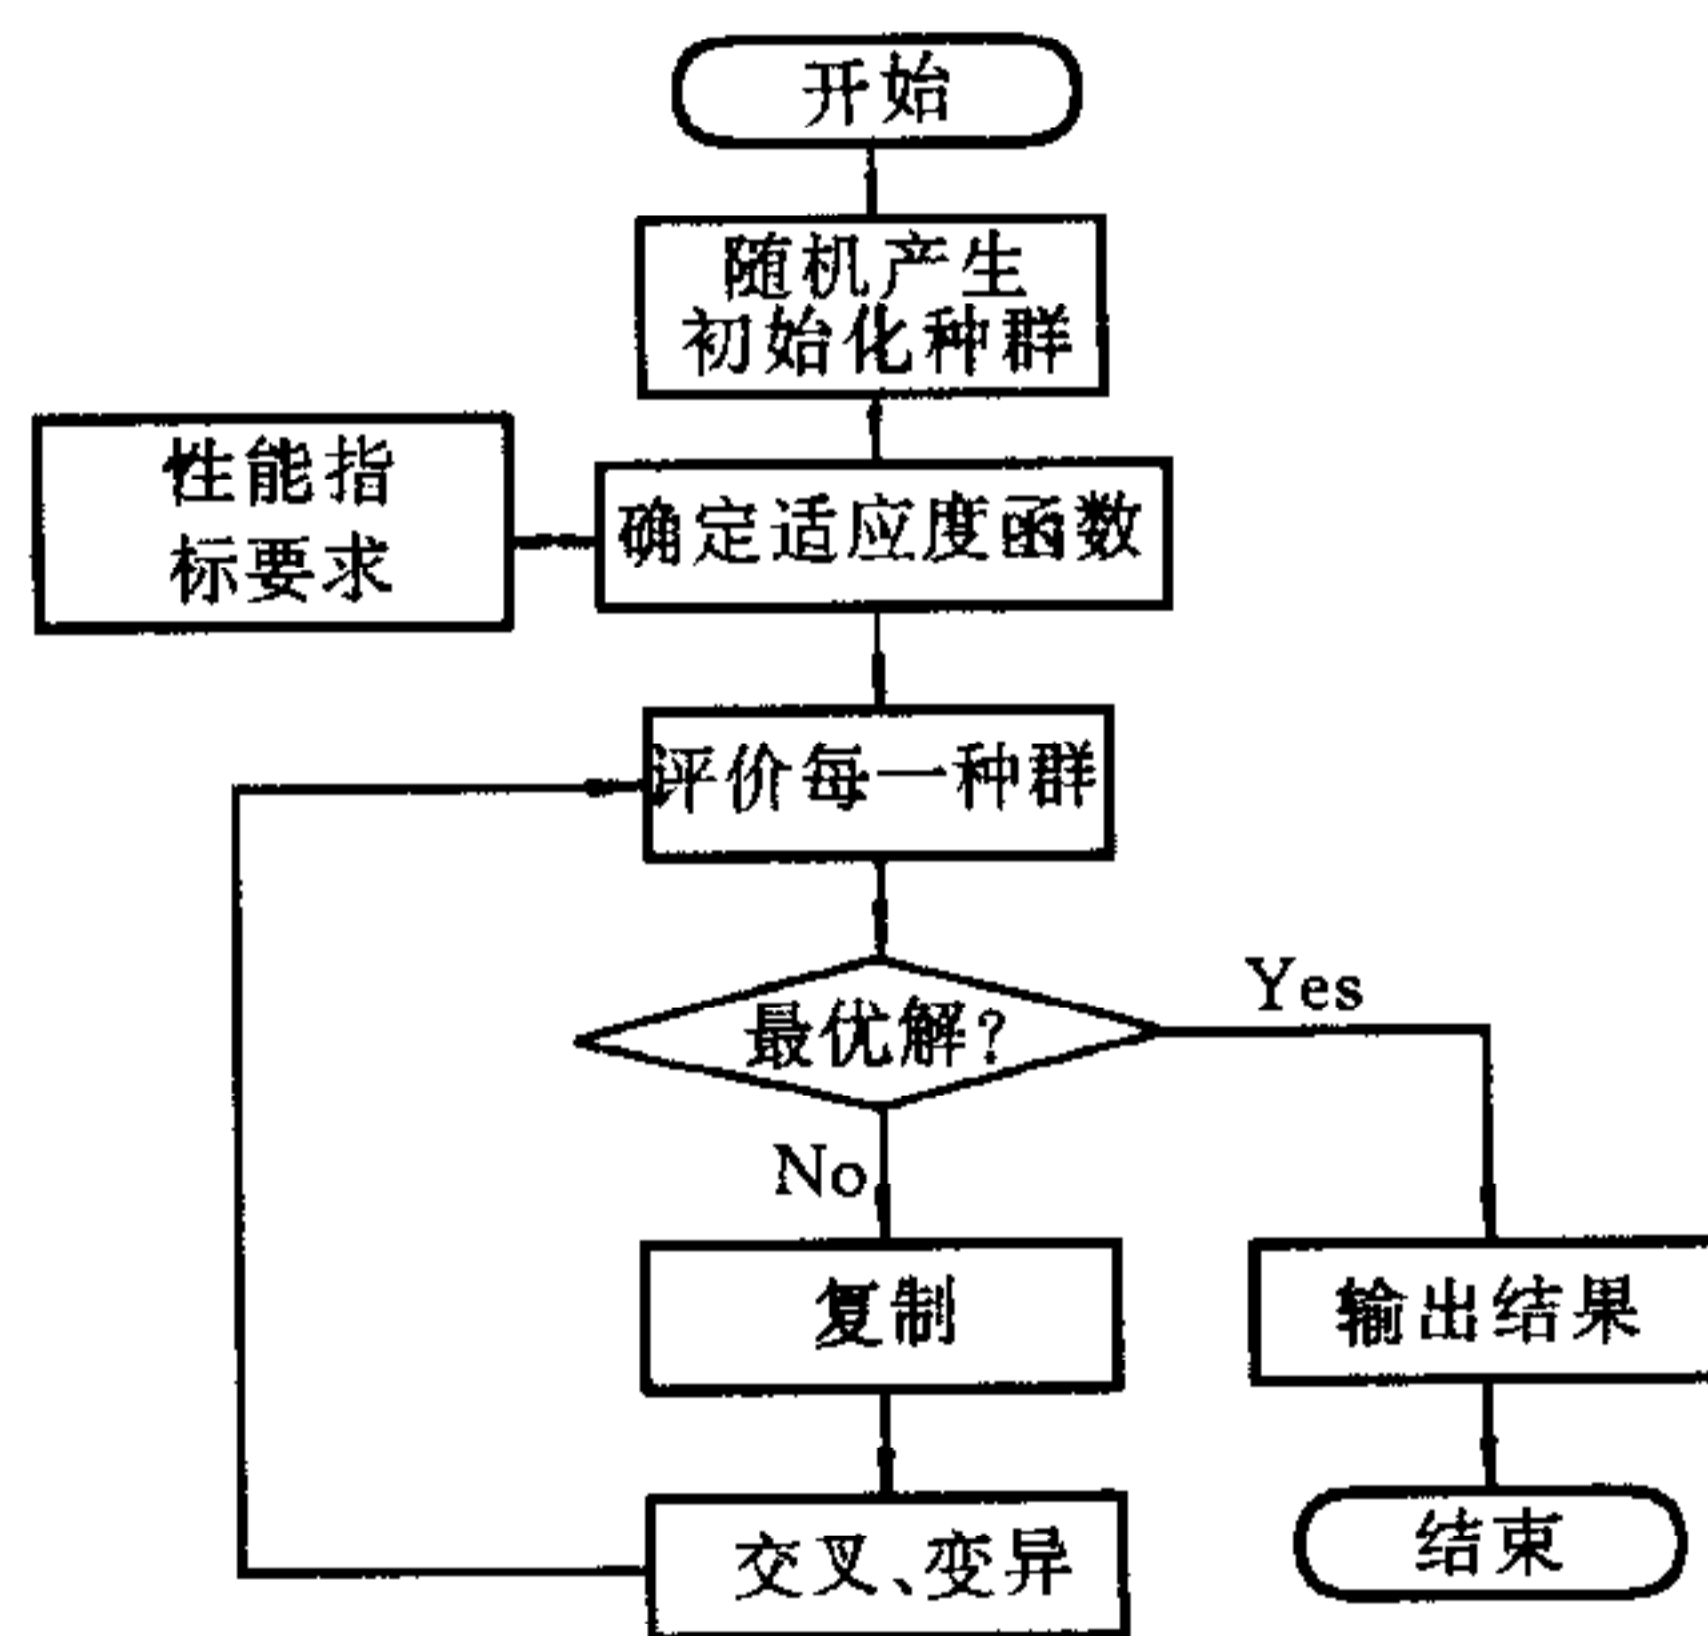 开始
随机产生
初始化种群
性能指
标要求
确定适应度函数
评价每一种群
最优解?
Yes
No
复制
输出结果
交叉、变异
结束